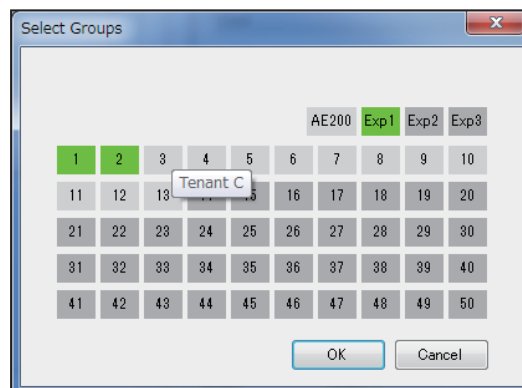 Select Groups
x
AE200 Exp1 Exp2 Exp3
1 2 3 4 5 6 7 8 9 10
11 12 13 16 17 18 19 20
Tenant C
21 22 23 24 25 26 27 28 29 30
31 32 33 34 35 36 37 38 39 40
41 42 43 44 45 46 47 48 49 50
OK Cancel